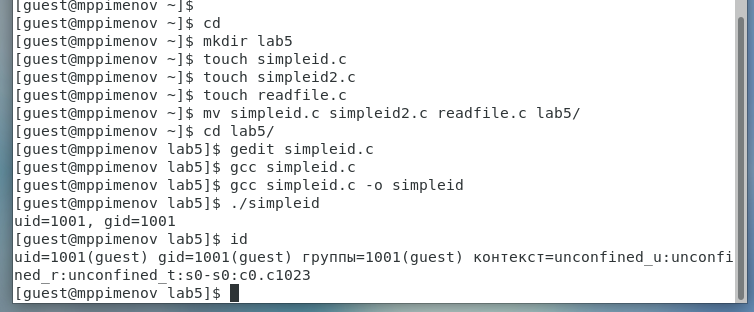 [guest@mppimenov ~]$
[guest@mppimenov ~]$ cd
[guest@mppimenov ~]$ mkdir lab5
[guest@mppimenov ~]$ touch simpleid.c
[guest@mppimenov ~]$ touch simpleid2.c
[guest@mppimenov ~]$ touch readfile.c
[guest@mppimenov ~]$ mv simpleid.c simpleid2.c readfile.c lab5/
[guest@mppimenov ~]$ cd lab5/
[guest@mppimenov lab5]$ gedit simpleid.c
[guest@mppimenov lab5]$ gcc simpleid.c
[guest@mppimenov lab5]$ gcc simpleid.c -o simpleid
[guest@mppimenov lab5]$ ./simpleid
uid=1001, gid=1001
[guest@mppimenov lab5]$ id
uid=1001(guest) gid=1001(guest) группы=1001(guest) контекст=unconfined_u:unconfi
ned_r:unconfined_t:s0-s0:c0.c1023
[guest@mppimenov lab5]$